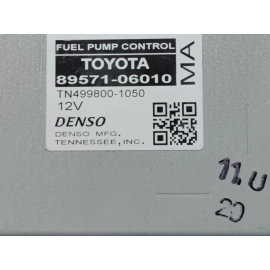 FUEL PUMP CONTROL
TOYOTA
89571-06010
MA
TN499800-1050
12V
DENSO
DENSO MFG.
TENNESSEE, INC.
11.U
20